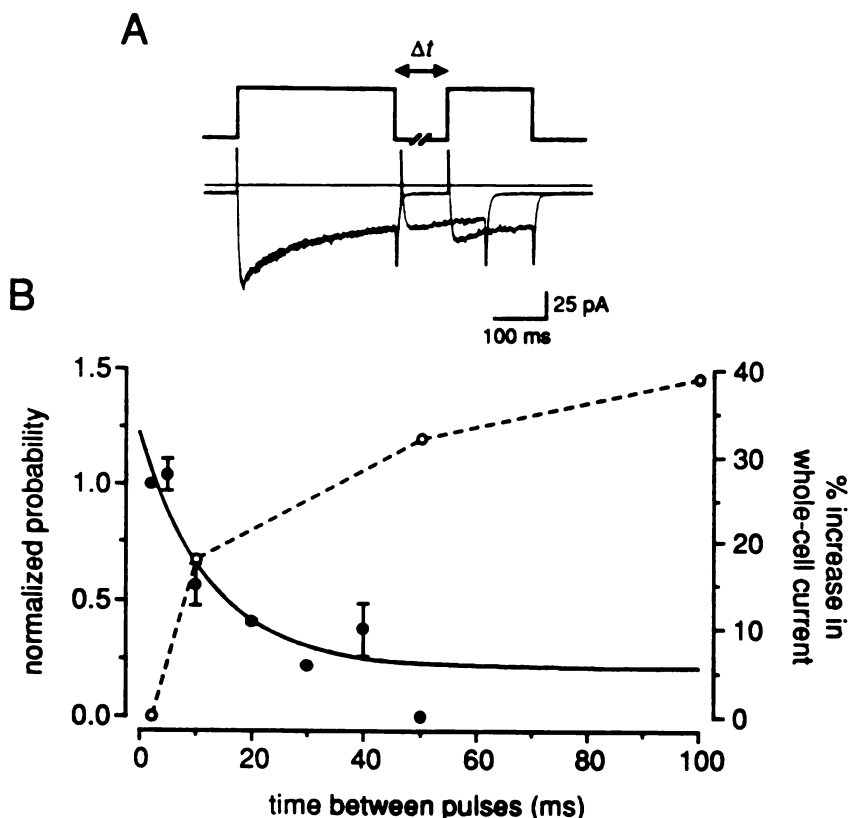 A
Δt
25 pA
100 ms
B
normalized probability
1.5
1.0
0.5
0.0
40
30
20
10
0
% increase in
whole-cell current
0 20 40 60 80 100
time between pulses (ms)